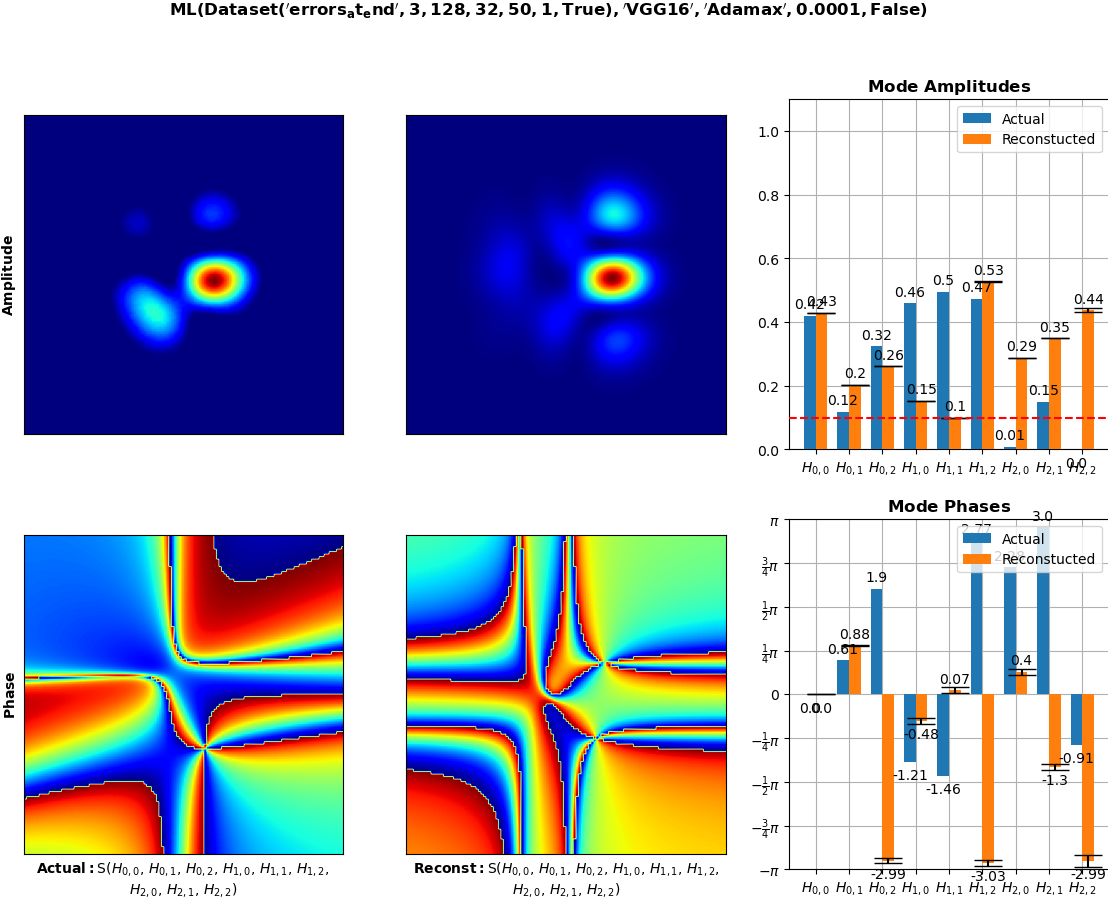 ML(Dataset('errors_at_end', 3, 128, 32, 50, 1, True), 'VGG16', 'Adamax', 0.0001, False)
Amplitude
Mode Amplitudes
Actual
Reconstucted
1.0
0.8
0.6
0.4
0.2
0.0
0.42
0.43
0.12
0.2
0.32
0.26
0.46
0.15
0.5
0.1
0.47
0.53
0.01
0.29
0.15
0.35
0.0
0.44
H0,0 H0,1 H0,2 H1,0 H1,1 H1,2 H2,0 H2,1 H2,2
Phase
Mode Phases
Actual
Reconstucted
π
3/4π
1/2π
1/4π
0
−1/4π
−1/2π
−3/4π
−π
0.0
0.61
0.88
1.9
-2.99
-1.21
-0.48
-1.46
0.07
2.77
-3.03
0.4
3.0
-1.3
-0.91
-2.99
H0,0 H0,1 H0,2 H1,0 H1,1 H1,2 H2,0 H2,1 H2,2
Actual: S(H0,0, H0,1, H0,2, H1,0, H1,1, H1,2,
H2,0, H2,1, H2,2)
Reconst: S(H0,0, H0,1, H0,2, H1,0, H1,1, H1,2,
H2,0, H2,1, H2,2)